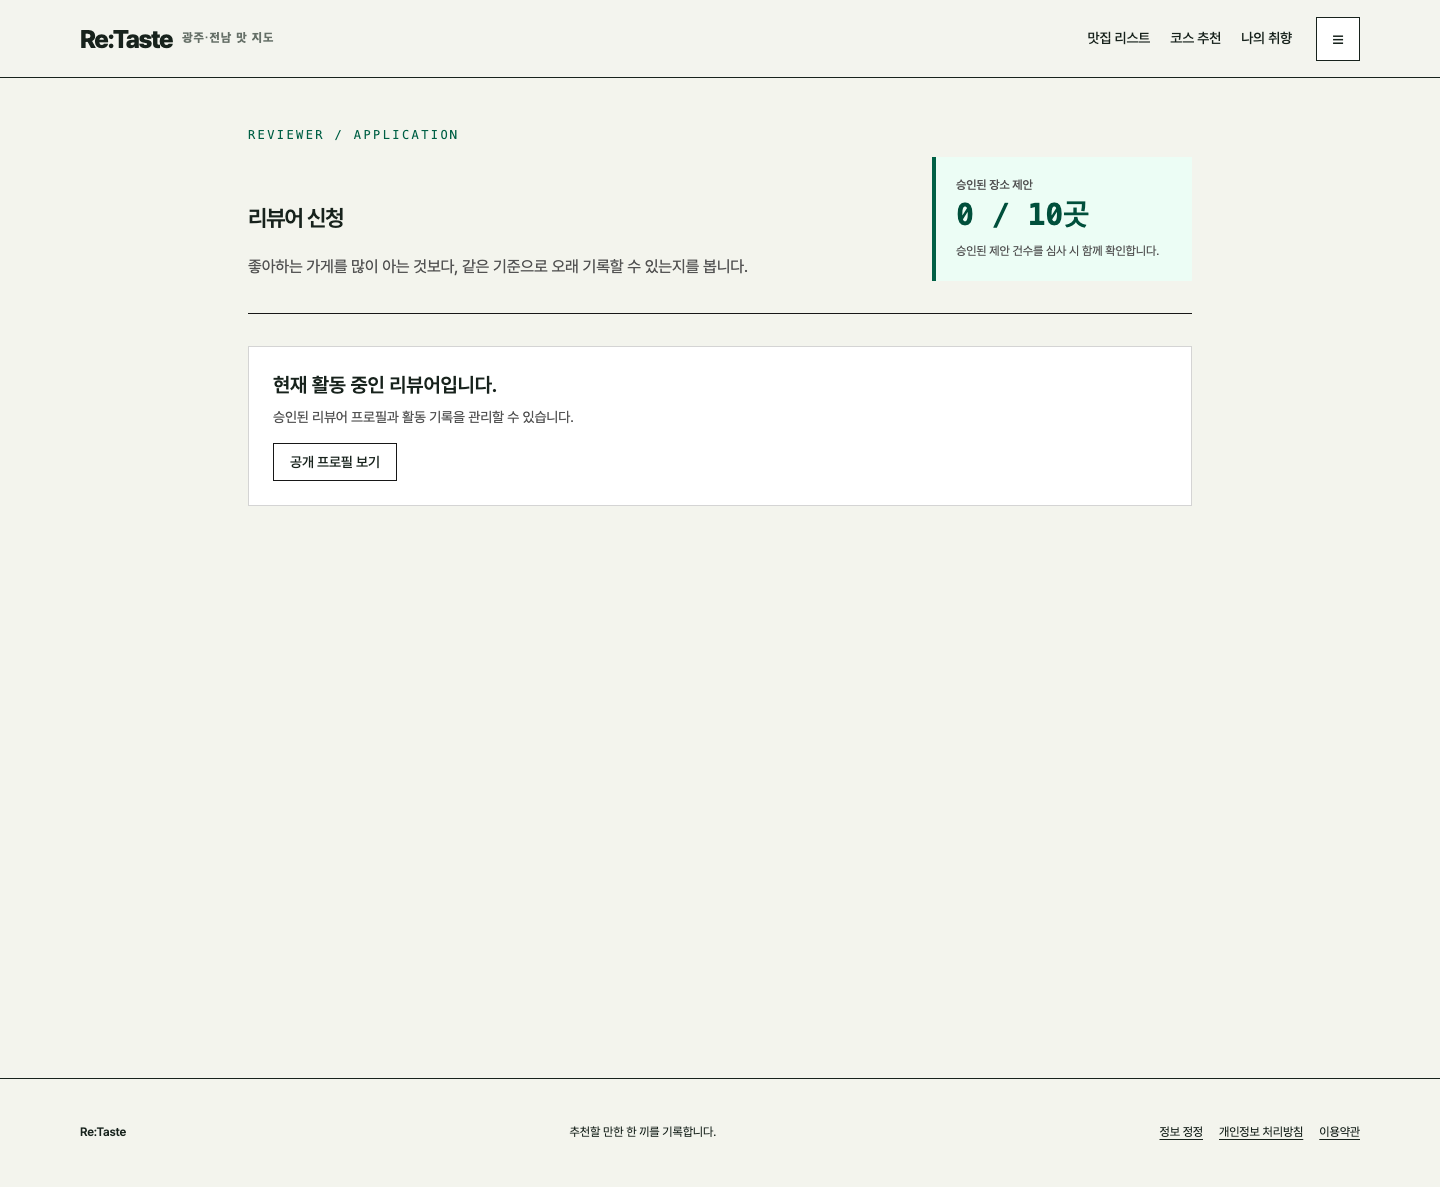 Re:Taste 광주·전남 맛 지도
맛집 리스트 코스 추천 나의 취향
REVIEWER / APPLICATION
리뷰어 신청
좋아하는 가게를 많이 아는 것보다, 같은 기준으로 오래 기록할 수 있는지를 봅니다.
승인된 장소 제안
0 / 10곳
승인된 제안 건수를 심사 시 함께 확인합니다.
현재 활동 중인 리뷰어입니다.
승인된 리뷰어 프로필과 활동 기록을 관리할 수 있습니다.
공개 프로필 보기
Re:Taste
추천할 만한 한 끼를 기록합니다.
정보 정정 개인정보 처리방침 이용약관